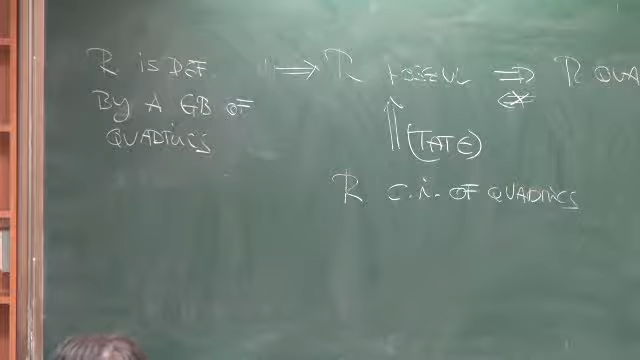 R IS DEF. ⟹ R KOSZUL ⟹ R QUA
BY A GB OF
QUADRICS
⇑ (TATE)
R C.I. OF QUADRICS